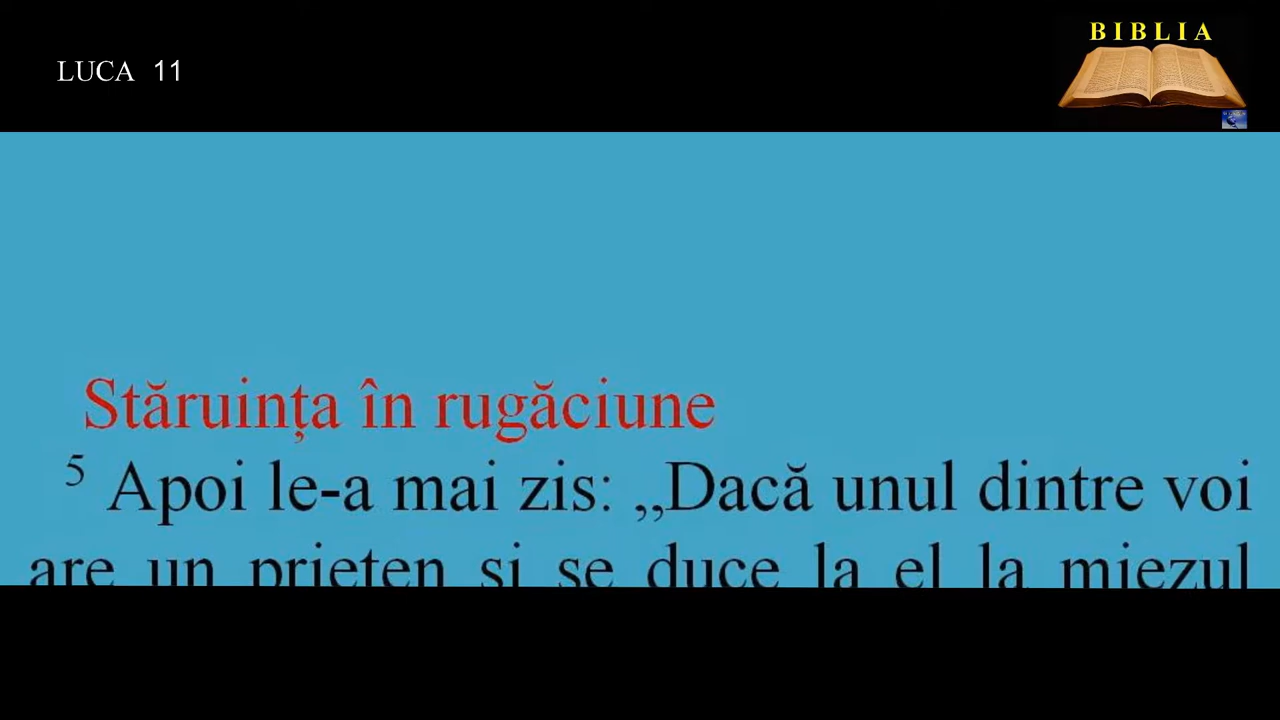 BIBLIA
LUCA 11
Stăruința în rugăciune
5 Apoi le-a mai zis: „Dacă unul dintre voi
are un prieten și se duce la el la miezul